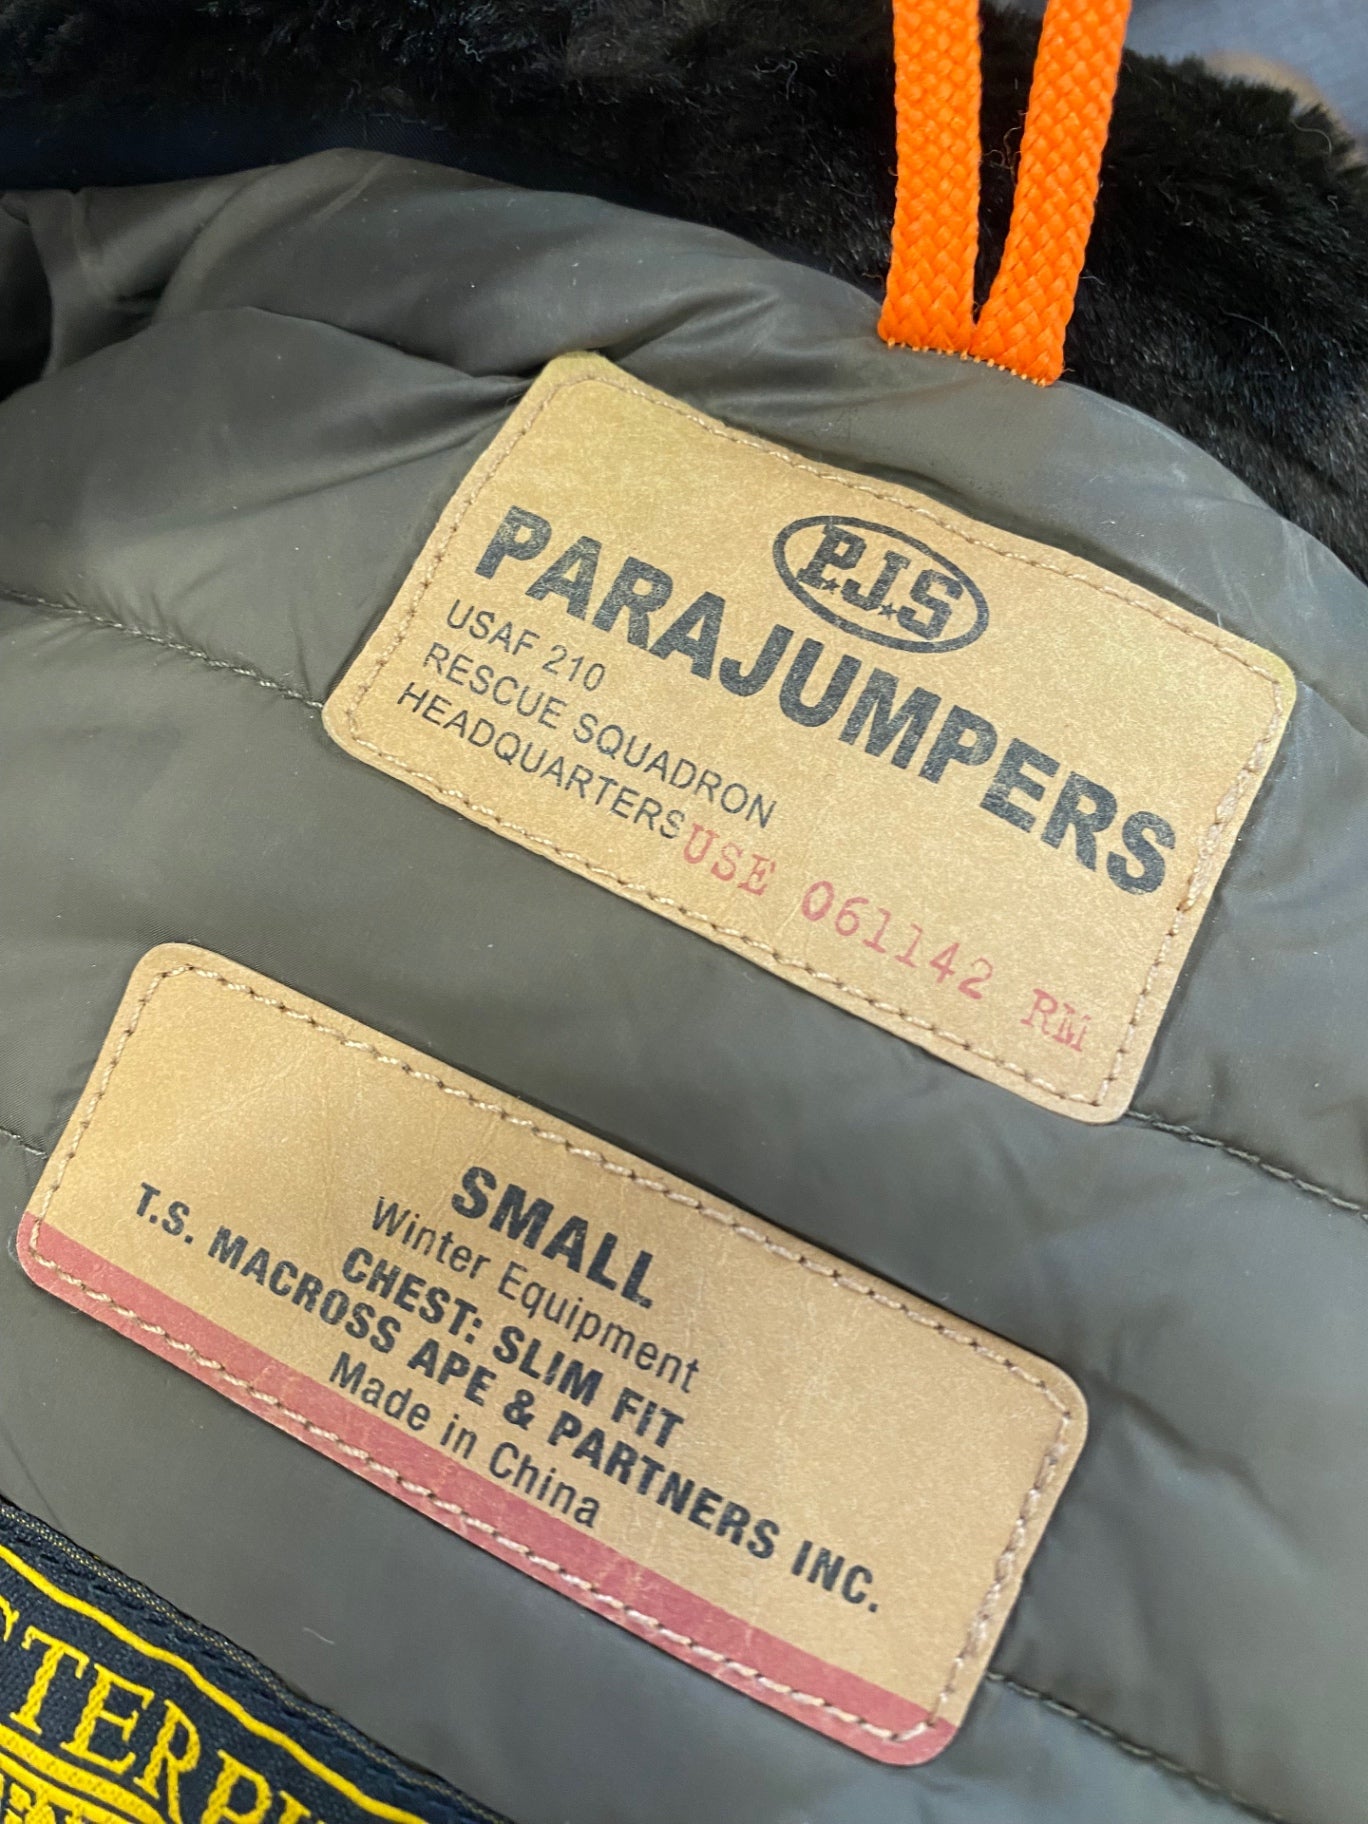 P.J.S
PARAJUMPERS
USAF 210
RESCUE SQUADRON
HEADQUARTERS
USE 061142 RM
SMALL
Winter Equipment
CHEST: SLIM FIT
T.S. MACROSS APE & PARTNERS INC.
Made in China